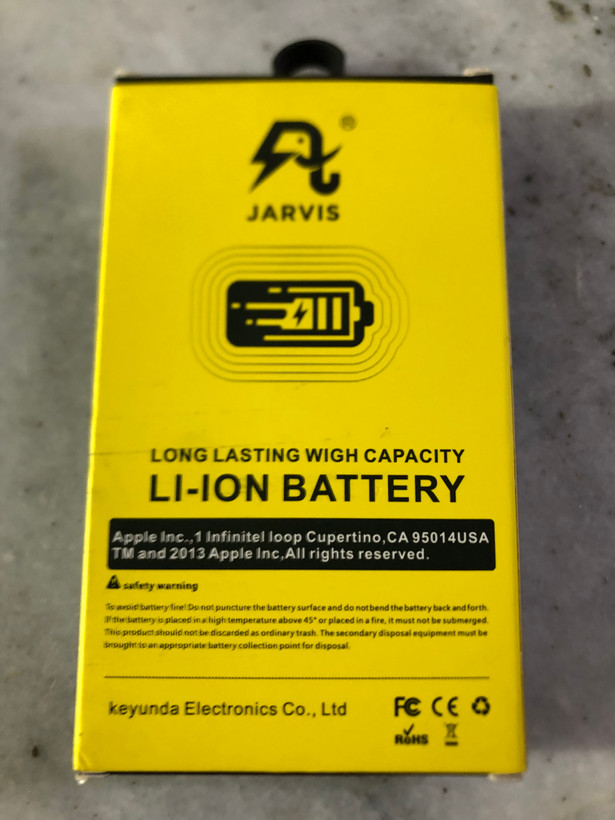 ®
JARVIS
LONG LASTING WIGH CAPACITY
LI-ION BATTERY
Apple Inc.,1 Infinitel loop Cupertino,CA 95014USA
TM and 2013 Apple Inc,All rights reserved.
safety warning
To avoid battery fire! Do not puncture the battery surface and do not bend the battery back and forth.
If the battery is placed in a high temperature above 45° or placed in a fire, it must not be submerged.
This product should not be discarded as ordinary trash. The secondary disposal equipment must be
brought to an appropriate battery collection point for disposal.
keyunda Electronics Co., Ltd
FC CE
RoHS